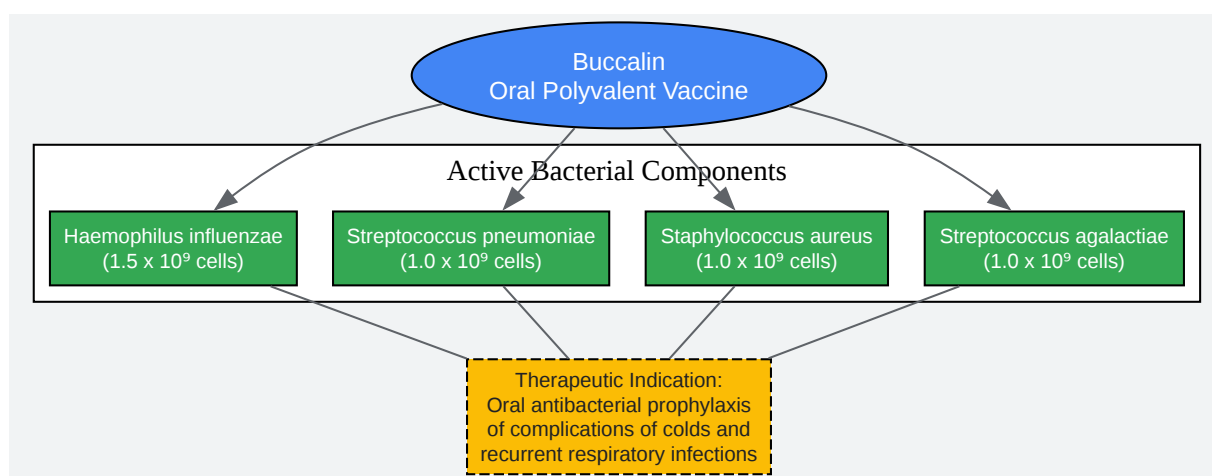 Buccalin
Oral Polyvalent Vaccine
Active Bacterial Components
Haemophilus influenzae
(1.5 x 10⁹ cells)
Streptococcus pneumoniae
(1.0 x 10⁹ cells)
Staphylococcus aureus
(1.0 x 10⁹ cells)
Streptococcus agalactiae
(1.0 x 10⁹ cells)
Therapeutic Indication:
Oral antibacterial prophylaxis
of complications of colds and
recurrent respiratory infections